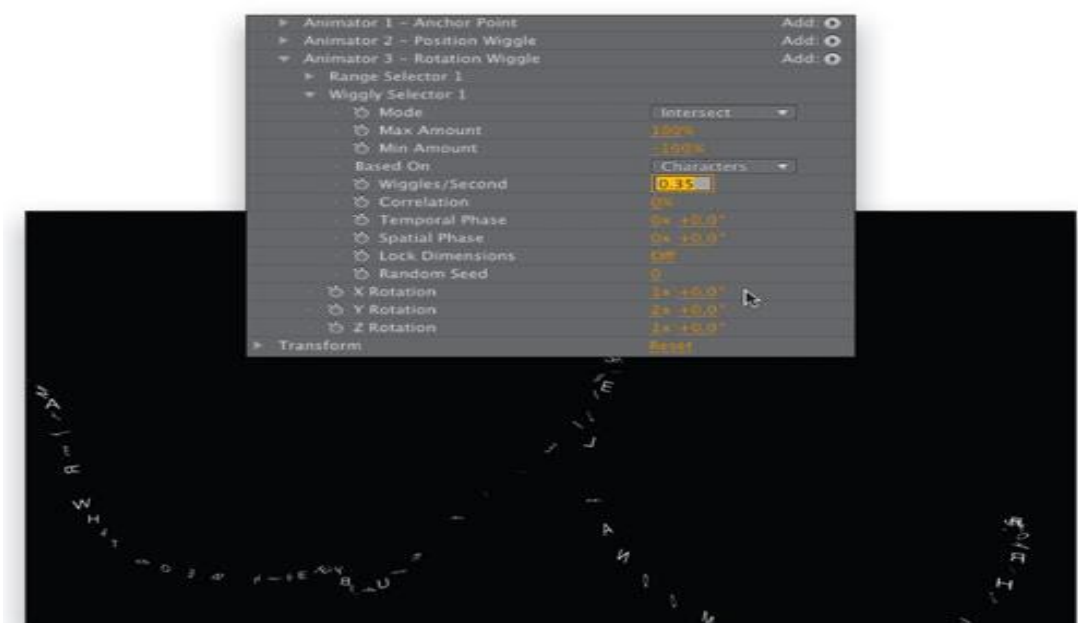 Animator 1 – Anchor Point Add:
Animator 2 – Position Wiggle Add:
Animator 3 – Rotation Wiggle Add:
Range Selector 1
Wiggly Selector 1
Mode Intersect
Max Amount 100%
Min Amount -100%
Based On Characters
Wiggles/Second 0.35
Correlation 0%
Temporal Phase 0x +0.0°
Spatial Phase 0x +0.0°
Lock Dimensions Off
Random Seed 0
X Rotation 1x +0.0°
Y Rotation 2x +0.0°
Z Rotation 1x +0.0°
Transform Reset